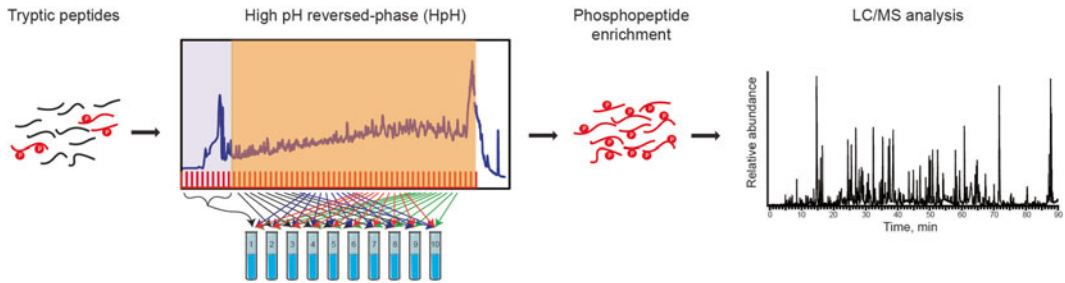 Tryptic peptides
High pH reversed-phase (HpH)
Phosphopeptide
enrichment
LC/MS analysis
1 2 3 4 5 6 7 8 9 10
Relative abundance
0 10 20 30 40 50 60 70 80 90
Time, min